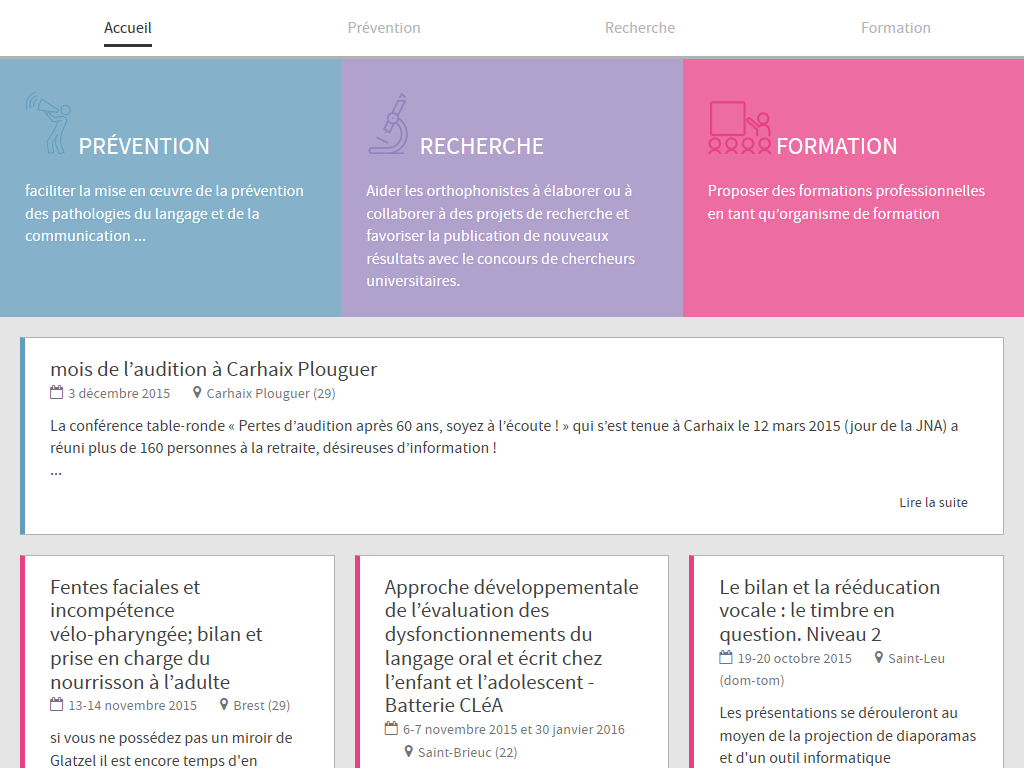 Accueil
Prévention
Recherche
Formation
PRÉVENTION
faciliter la mise en œuvre de la prévention
des pathologies du langage et de la
communication ...
RECHERCHE
Aider les orthophonistes à élaborer ou à
collaborer à des projets de recherche et
favoriser la publication de nouveaux
résultats avec le concours de chercheurs
universitaires.
FORMATION
Proposer des formations professionnelles
en tant qu’organisme de formation
mois de l’audition à Carhaix Plouguer
3 décembre 2015 Carhaix Plouguer (29)
La conférence table-ronde « Pertes d’audition après 60 ans, soyez à l’écoute ! » qui s’est tenue à Carhaix le 12 mars 2015 (jour de la JNA) a
réuni plus de 160 personnes à la retraite, désireuses d’information !
...
Lire la suite
Fentes faciales et
incompétence
vélo-pharyngée; bilan et
prise en charge du
nourrisson à l’adulte
13-14 novembre 2015 Brest (29)
si vous ne possédez pas un miroir de
Glatzel il est encore temps d'en
Approche développementale
de l’évaluation des
dysfonctionnements du
langage oral et écrit chez
l’enfant et l’adolescent -
Batterie CLéA
6-7 novembre 2015 et 30 janvier 2016
Saint-Brieuc (22)
Le bilan et la rééducation
vocale : le timbre en
question. Niveau 2
19-20 octobre 2015 Saint-Leu
(dom-tom)
Les présentations se dérouleront au
moyen de la projection de diaporamas
et d'un outil informatique